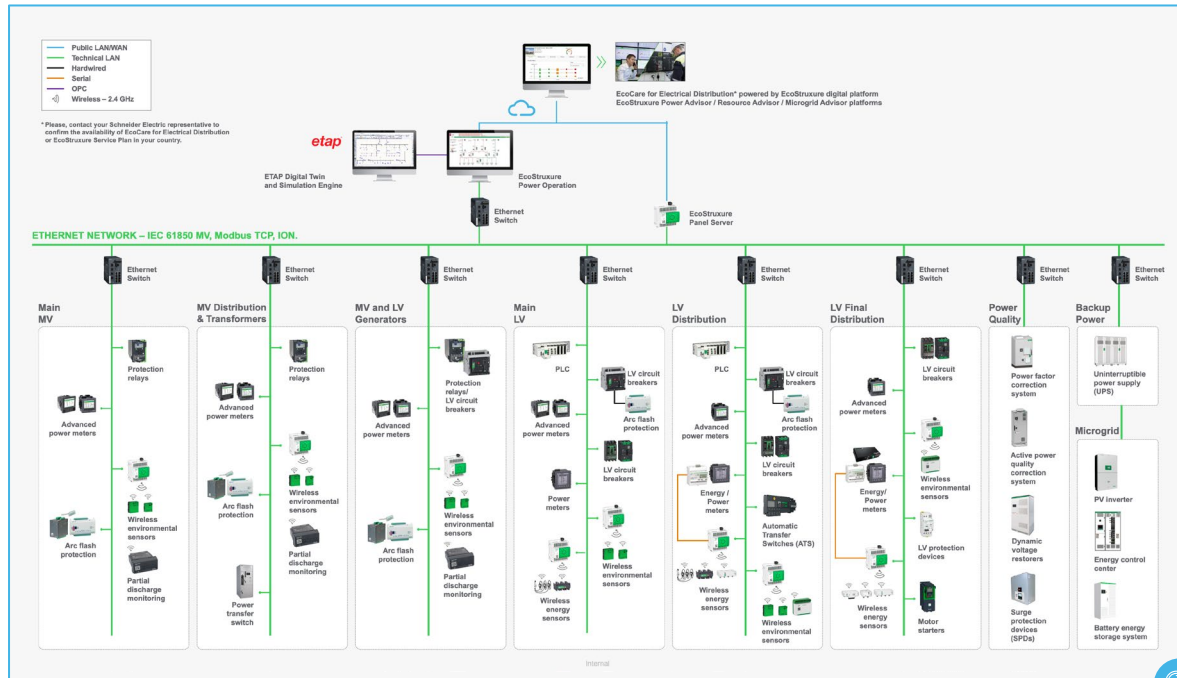 Public LAN/WAN
Technical LAN
Hardwired
Serial
OPC
Wireless – 2.4 GHz
* Please, contact your Schneider Electric representative to
confirm the availability of EcoCare for Electrical Distribution
or EcoStruxure Service Plan in your country.
EcoCare for Electrical Distribution* powered by EcoStruxure digital platform
EcoStruxure Power Advisor / Resource Advisor / Microgrid Advisor platforms
etap
ETAP Digital Twin
and Simulation Engine
EcoStruxure
Power Operation
Ethernet
Switch
EcoStruxure
Panel Server
ETHERNET NETWORK – IEC 61850 MV, Modbus TCP, ION.
Ethernet
Switch
Ethernet
Switch
Ethernet
Switch
Ethernet
Switch
Ethernet
Switch
Ethernet
Switch
Ethernet
Switch
Ethernet
Switch
Main
MV
Protection
relays
Advanced
power meters
Wireless
environmental
sensors
Arc flash
protection
Partial
discharge
monitoring
MV Distribution
& Transformers
Protection
relays
Advanced
power meters
Wireless
environmental
sensors
Arc flash
protection
Partial
discharge
monitoring
Power
transfer
switch
MV and LV
Generators
Protection
relays/
LV circuit
breakers
Advanced
power meters
Wireless
environmental
sensors
Arc flash
protection
Partial
discharge
monitoring
Main
LV
PLC
LV circuit
breakers
Arc flash
protection
Advanced
power meters
LV circuit
breakers
Power
meters
Wireless
environmental
sensors
Wireless
energy
sensors
LV
Distribution
PLC
LV circuit
breakers
Arc flash
protection
Advanced
power meters
LV circuit
breakers
Energy /
Power
meters
Automatic
Transfer
Switches (ATS)
Wireless
energy
sensors
Wireless
environmental
sensors
LV Final
Distribution
LV circuit
breakers
Advanced
power meters
Wireless
environmental
sensors
Energy/
Power
meters
LV protection
devices
Wireless
energy
sensors
Motor
starters
Power
Quality
Power factor
correction
system
Active power
quality
correction
system
Dynamic
voltage
restorers
Surge
protection
devices
(SPDs)
Backup
Power
Uninterruptible
power supply
(UPS)
Microgrid
PV inverter
Energy control
center
Battery energy
storage system
Internal